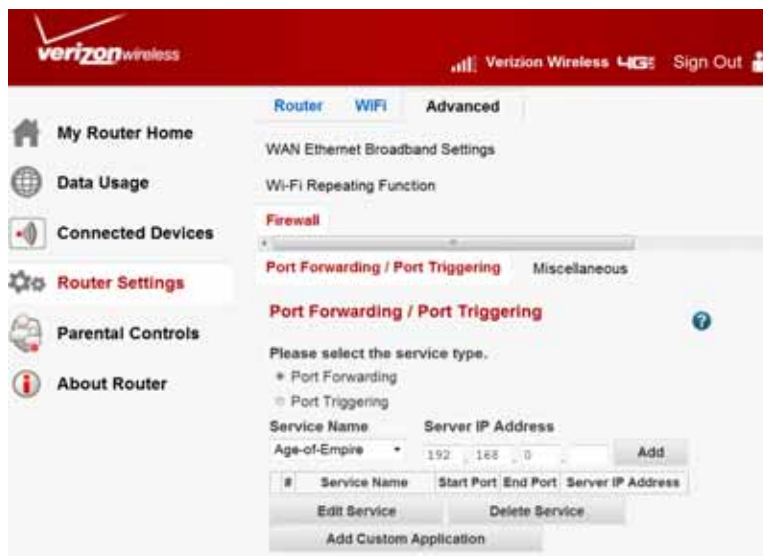 verizonwireless
Verizion Wireless 4G
Sign Out
Router WiFi Advanced
My Router Home
Data Usage
Connected Devices
Router Settings
Parental Controls
About Router
WAN Ethernet Broadband Settings
Wi-Fi Repeating Function
Firewall
Port Forwarding / Port Triggering Miscellaneous
Port Forwarding / Port Triggering
?
Please select the service type.
Port Forwarding
Port Triggering
Service Name Server IP Address
Age-of-Empire 192 . 168 . 0 . Add
# Service Name Start Port End Port Server IP Address
Edit Service Delete Service
Add Custom Application